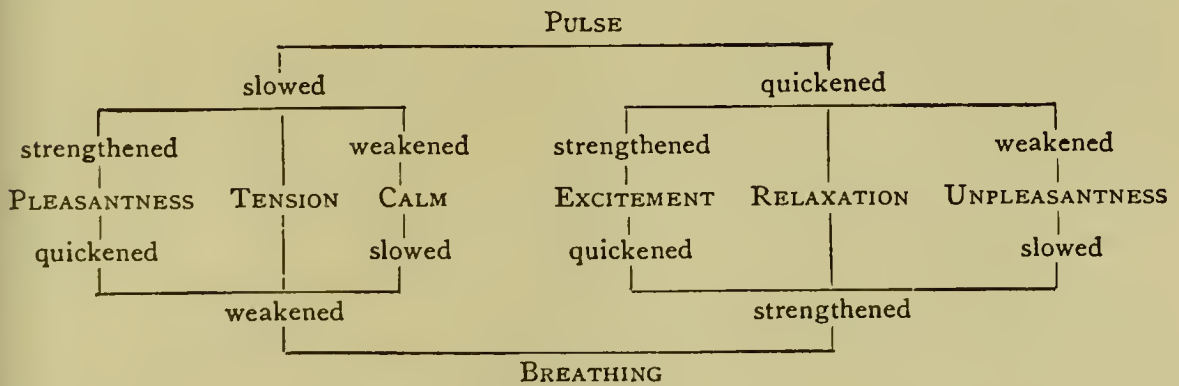 PULSE
slowed quickened
strengthened weakened strengthened weakened
PLEASANTNESS TENSION CALM EXCITEMENT RELAXATION UNPLEASANTNESS
quickened slowed quickened slowed
weakened strengthened
BREATHING